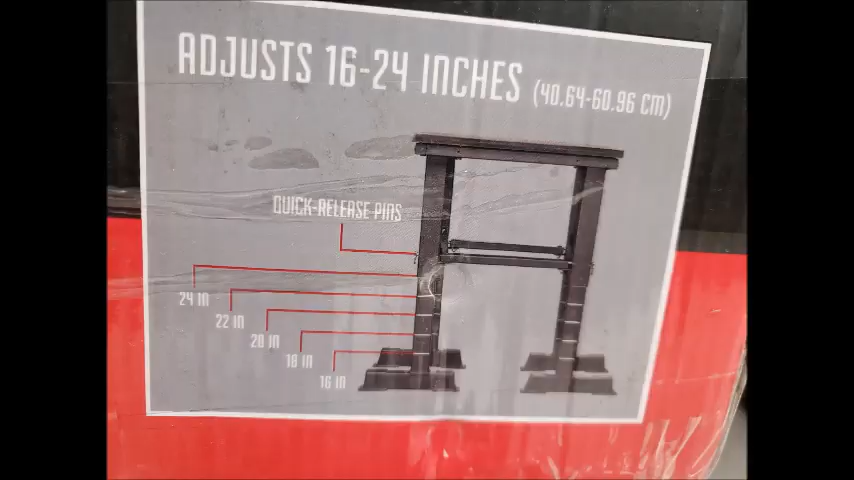 ADJUSTS 16-24 INCHES (40.64-60.96 CM)
QUICK-RELEASE PINS
24 IN
22 IN
20 IN
18 IN
16 IN